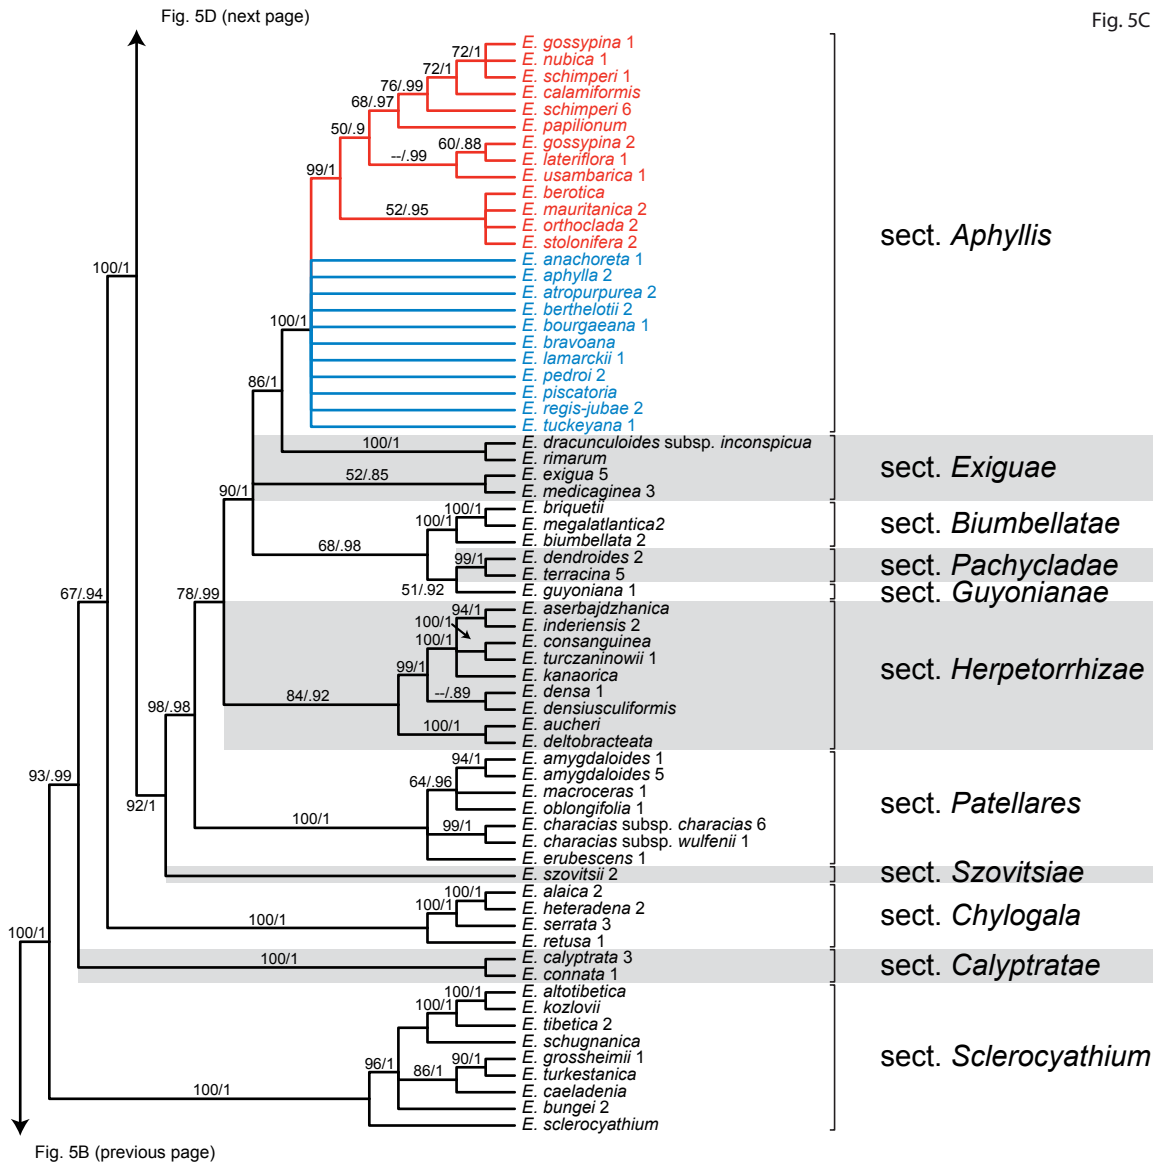 Fig. 5D (next page)
Fig. 5C
72/1
E. gossypina 1
E. nubica 1
72/1
E. schimperi 1
76/.99
E. calamiformis
68/.97
E. schimperi 6
50/.9
E. papilionum
60/.88
E. gossypina 2
--/.99
E. lateriflora 1
99/1
E. usambarica 1
E. berotica
52/.95
E. mauritanica 2
E. orthoclada 2
sect. Aphyllis
E. stolonifera 2
100/1
E. anachoreta 1
E. aphylla 2
E. atropurpurea 2
E. berthelotii 2
100/1
E. bourgaeana 1
E. bravoana
E. lamarckii 1
86/1
E. pedroi 2
E. piscatoria
E. regis-jubae 2
E. tuckeyana 1
100/1
E. dracunculoides subsp. inconspicua
E. rimarum
sect. Exiguae
52/.85
E. exigua 5
90/1
E. medicaginea 3
100/1
E. briquetii
100/1
E. megalatlantica2
sect. Biumbellatae
68/.98
E. biumbellata 2
99/1
E. dendroides 2
sect. Pachycladae
E. terracina 5
51/.92
E. guyoniana 1
sect. Guyonianae
67/.94
78/.99
94/1
E. aserbajdzhanica
100/1
E. inderiensis 2
100/1
E. consanguinea
E. turczaninowii 1
99/1
E. kanaorica
sect. Herpetorrhizae
84/.92
--/.89
E. densa 1
E. densiusculiformis
98/.98
100/1
E. aucheri
E. deltobracteata
94/1
E. amygdaloides 1
93/.99
64/.96
E. amygdaloides 5
E. macroceras 1
92/1
E. oblongifolia 1
sect. Patellares
100/1
99/1
E. characias subsp. characias 6
E. characias subsp. wulfenii 1
E. erubescens 1
E. szovitsii 2
sect. Szovitsiae
100/1
E. alaica 2
100/1
E. heteradena 2
sect. Chylogala
100/1
E. serrata 3
100/1
E. retusa 1
100/1
E. calyptrata 3
sect. Calyptratae
E. connata 1
100/1
E. altotibetica
100/1
E. kozlovii
E. tibetica 2
E. schugnanica
96/1
90/1
E. grossheimii 1
sect. Sclerocyathium
86/1
E. turkestanica
100/1
E. caeladenia
E. bungei 2
E. sclerocyathium
Fig. 5B (previous page)